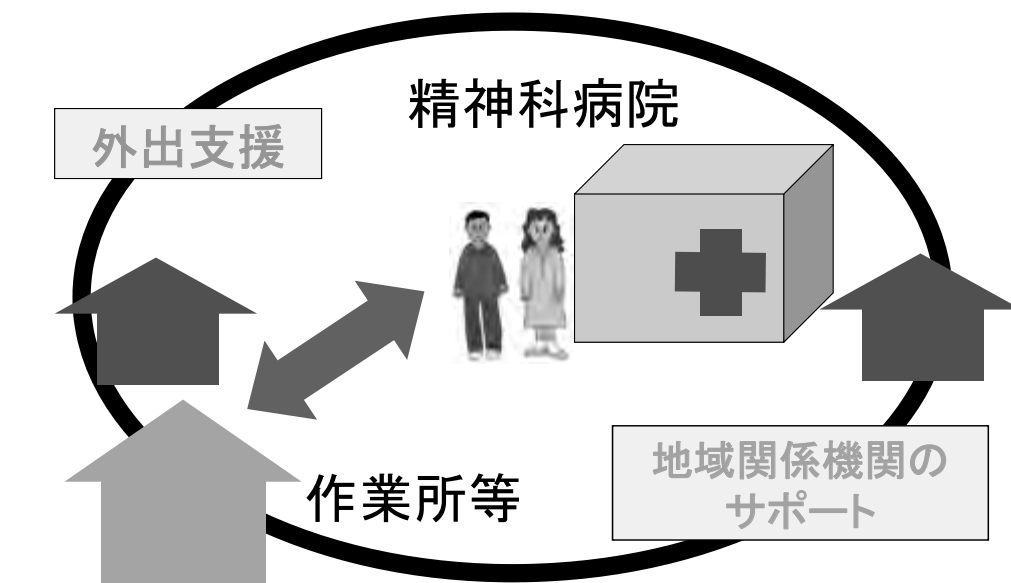 精神科病院
外出支援
作業所等
地域関係機関の
サポート